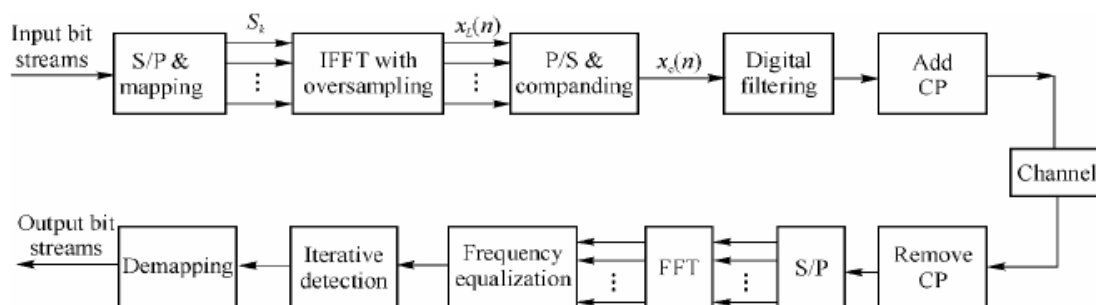 Input bit
streams
S/P &
mapping
S_k
IFFT with
oversampling
x_L(n)
P/S &
companding
x_c(n)
Digital
filtering
Add
CP
Channel
Remove
CP
S/P
FFT
Frequency
equalization
Iterative
detection
Demapping
Output bit
streams